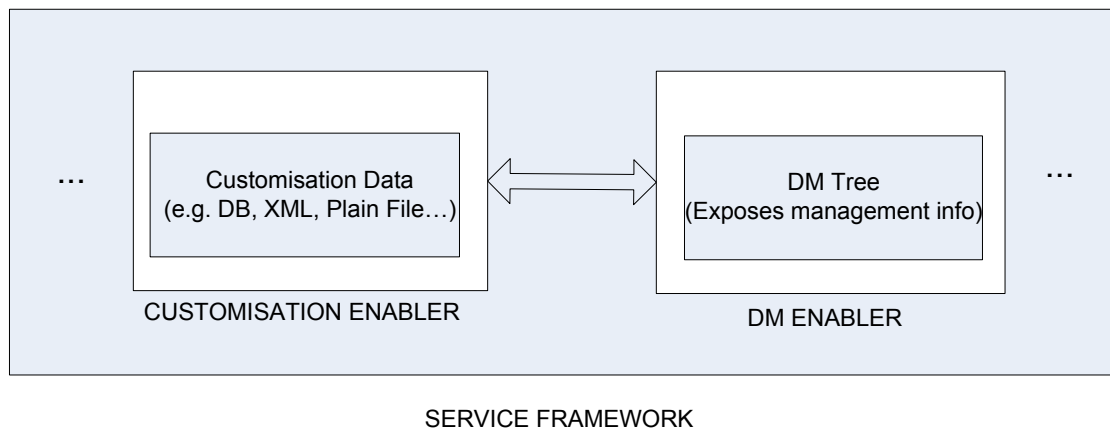 Customisation Data
(e.g. DB, XML, Plain File…)
CUSTOMISATION ENABLER
DM Tree
(Exposes management info)
DM ENABLER
…
…
SERVICE FRAMEWORK